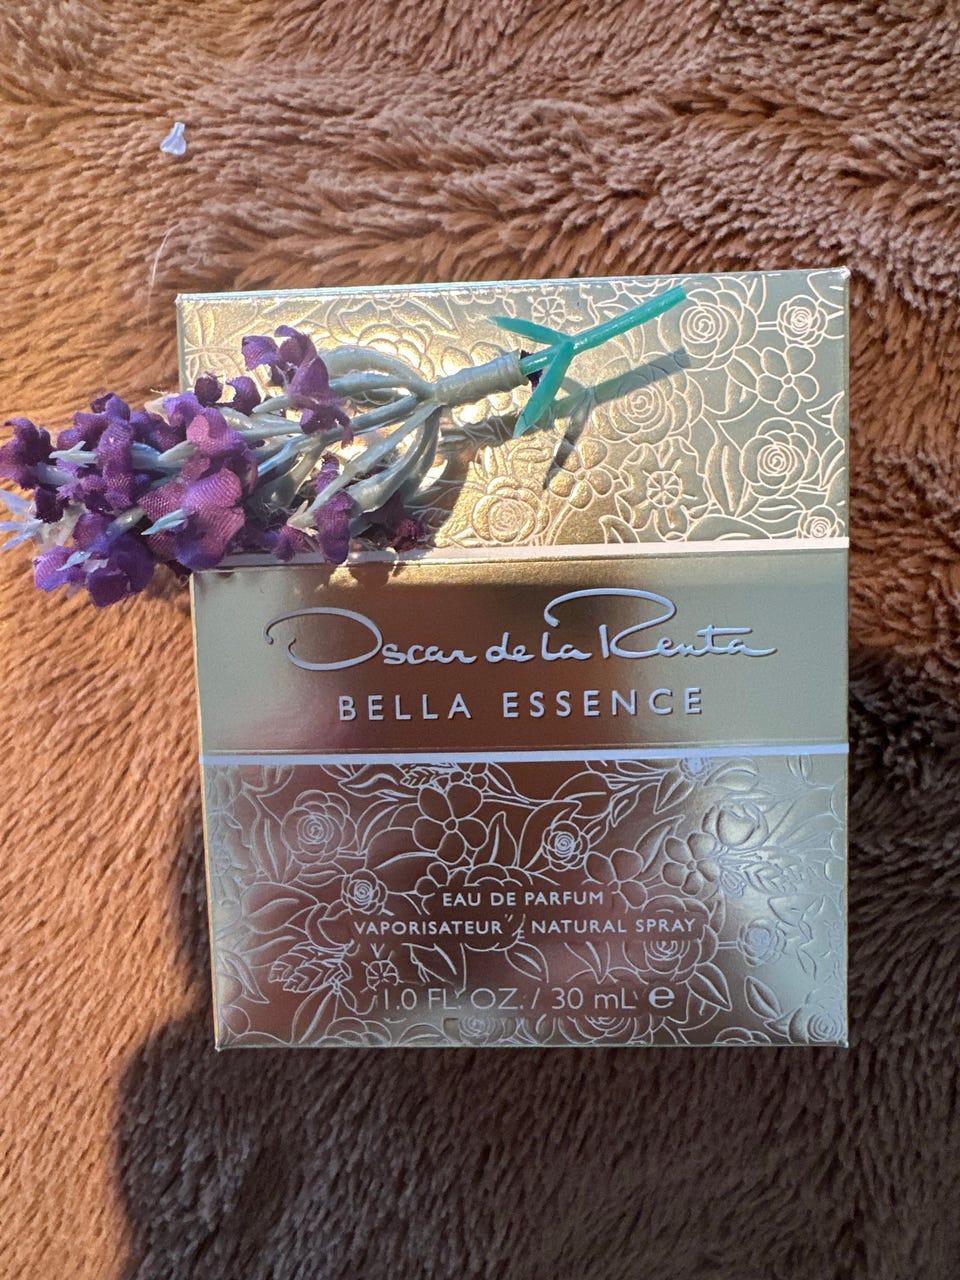 Oscar de la Renta
BELLA ESSENCE
EAU DE PARFUM
VAPORISATEUR / NATURAL SPRAY
1.0 FL. OZ. / 30 mL ℮